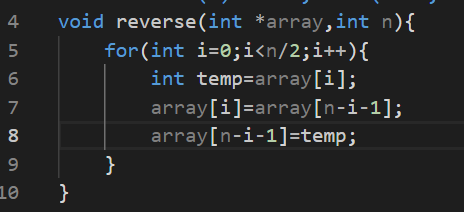 4 void reverse(int *array,int n){
5     for(int i=0;i<n/2;i++){
6         int temp=array[i];
7         array[i]=array[n-i-1];
8         array[n-i-1]=temp;
9     }
10 }